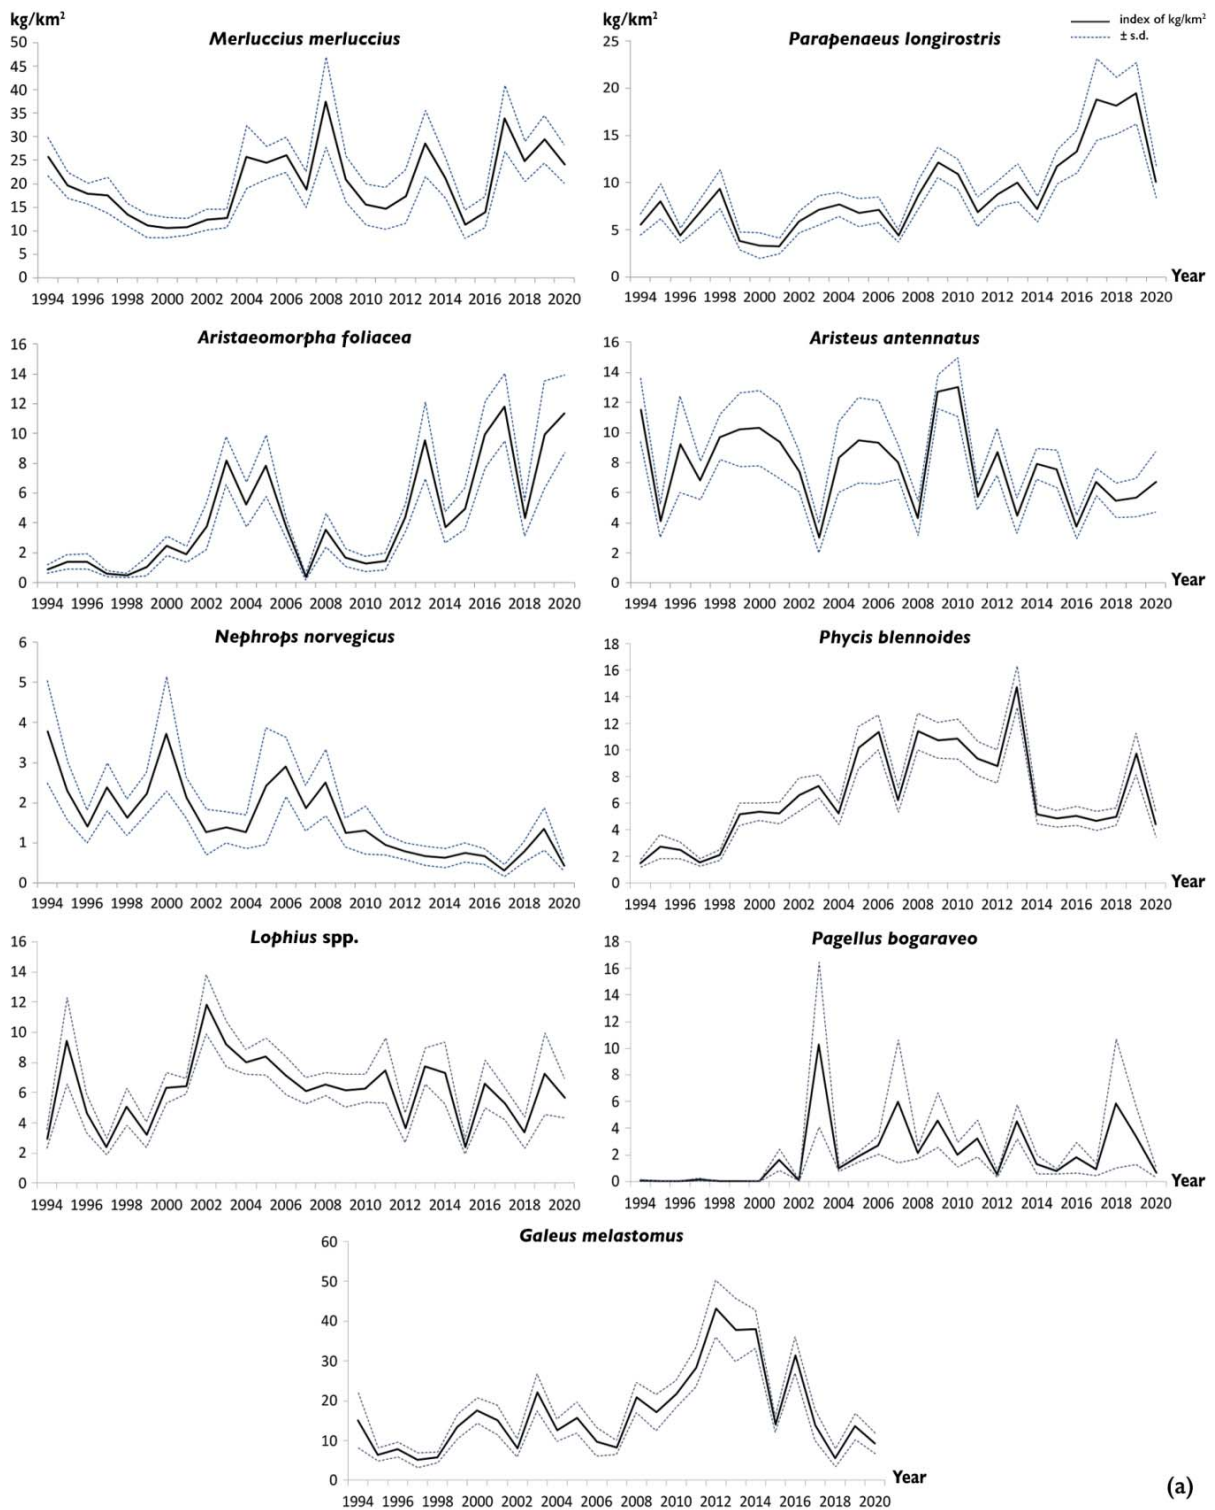 kg/km²
Merluccius merluccius
50
45
40
35
30
25
20
15
10
5
0
1994 1996 1998 2000 2002 2004 2006 2008 2010 2012 2014 2016 2018 2020
kg/km²
Parapenaeus longirostris
index of kg/km²
± s.d.
25
20
15
10
5
0
Year
1994 1996 1998 2000 2002 2004 2006 2008 2010 2012 2014 2016 2018 2020
Aristaeomorpha foliacea
16
14
12
10
8
6
4
2
0
1994 1996 1998 2000 2002 2004 2006 2008 2010 2012 2014 2016 2018 2020
Aristeus antennatus
16
14
12
10
8
6
4
2
0
Year
1994 1996 1998 2000 2002 2004 2006 2008 2010 2012 2014 2016 2018 2020
Nephrops norvegicus
6
5
4
3
2
1
0
1994 1996 1998 2000 2002 2004 2006 2008 2010 2012 2014 2016 2018 2020
Phycis blennoides
18
16
14
12
10
8
6
4
2
0
Year
1994 1996 1998 2000 2002 2004 2006 2008 2010 2012 2014 2016 2018 2020
Lophius spp.
16
14
12
10
8
6
4
2
0
1994 1996 1998 2000 2002 2004 2006 2008 2010 2012 2014 2016 2018 2020
Pagellus bogaraveo
18
16
14
12
10
8
6
4
2
0
Year
1994 1996 1998 2000 2002 2004 2006 2008 2010 2012 2014 2016 2018 2020
Galeus melastomus
60
50
40
30
20
10
0
Year
1994 1996 1998 2000 2002 2004 2006 2008 2010 2012 2014 2016 2018 2020
(a)